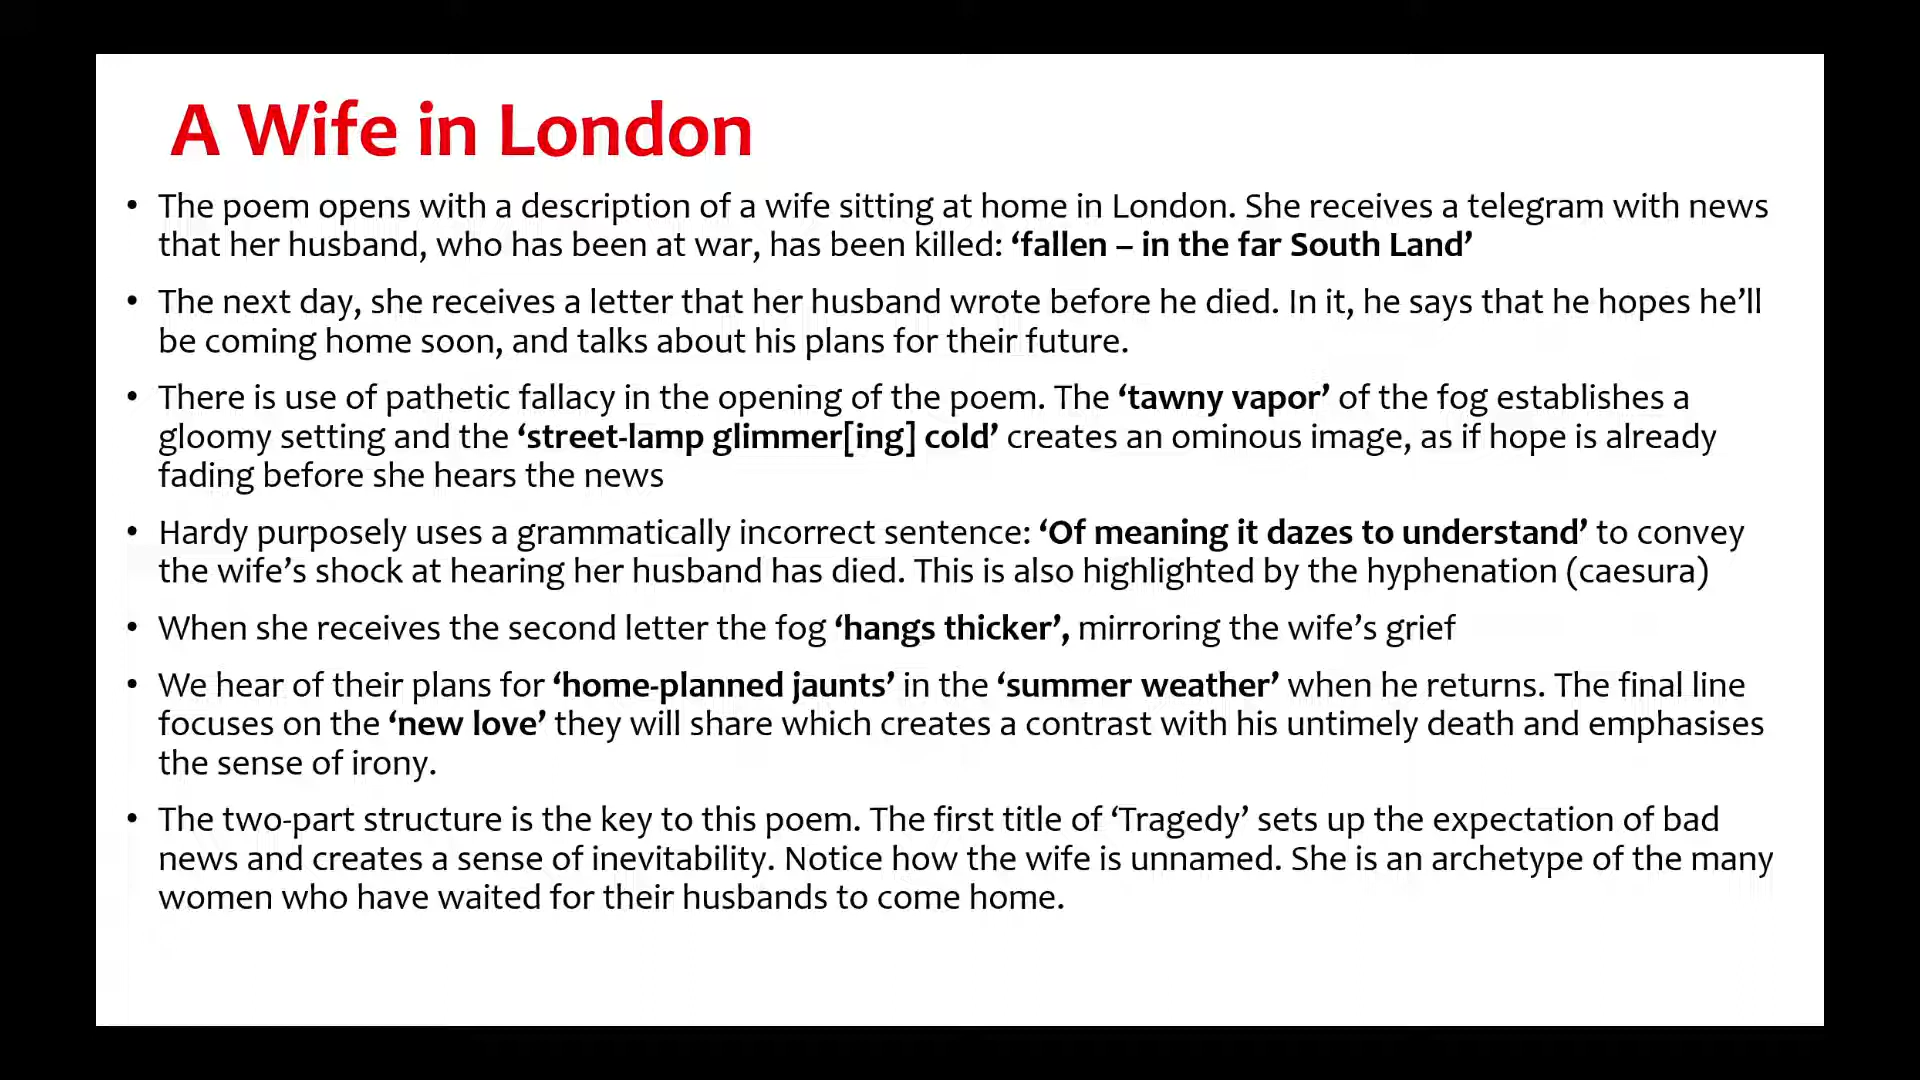 A Wife in London
• The poem opens with a description of a wife sitting at home in London. She receives a telegram with news
that her husband, who has been at war, has been killed: ‘fallen – in the far South Land’
• The next day, she receives a letter that her husband wrote before he died. In it, he says that he hopes he’ll
be coming home soon, and talks about his plans for their future.
• There is use of pathetic fallacy in the opening of the poem. The ‘tawny vapor’ of the fog establishes a
gloomy setting and the ‘street-lamp glimmer[ing] cold’ creates an ominous image, as if hope is already
fading before she hears the news
• Hardy purposely uses a grammatically incorrect sentence: ‘Of meaning it dazes to understand’ to convey
the wife’s shock at hearing her husband has died. This is also highlighted by the hyphenation (caesura)
• When she receives the second letter the fog ‘hangs thicker’, mirroring the wife’s grief
• We hear of their plans for ‘home-planned jaunts’ in the ‘summer weather’ when he returns. The final line
focuses on the ‘new love’ they will share which creates a contrast with his untimely death and emphasises
the sense of irony.
• The two-part structure is the key to this poem. The first title of ‘Tragedy’ sets up the expectation of bad
news and creates a sense of inevitability. Notice how the wife is unnamed. She is an archetype of the many
women who have waited for their husbands to come home.